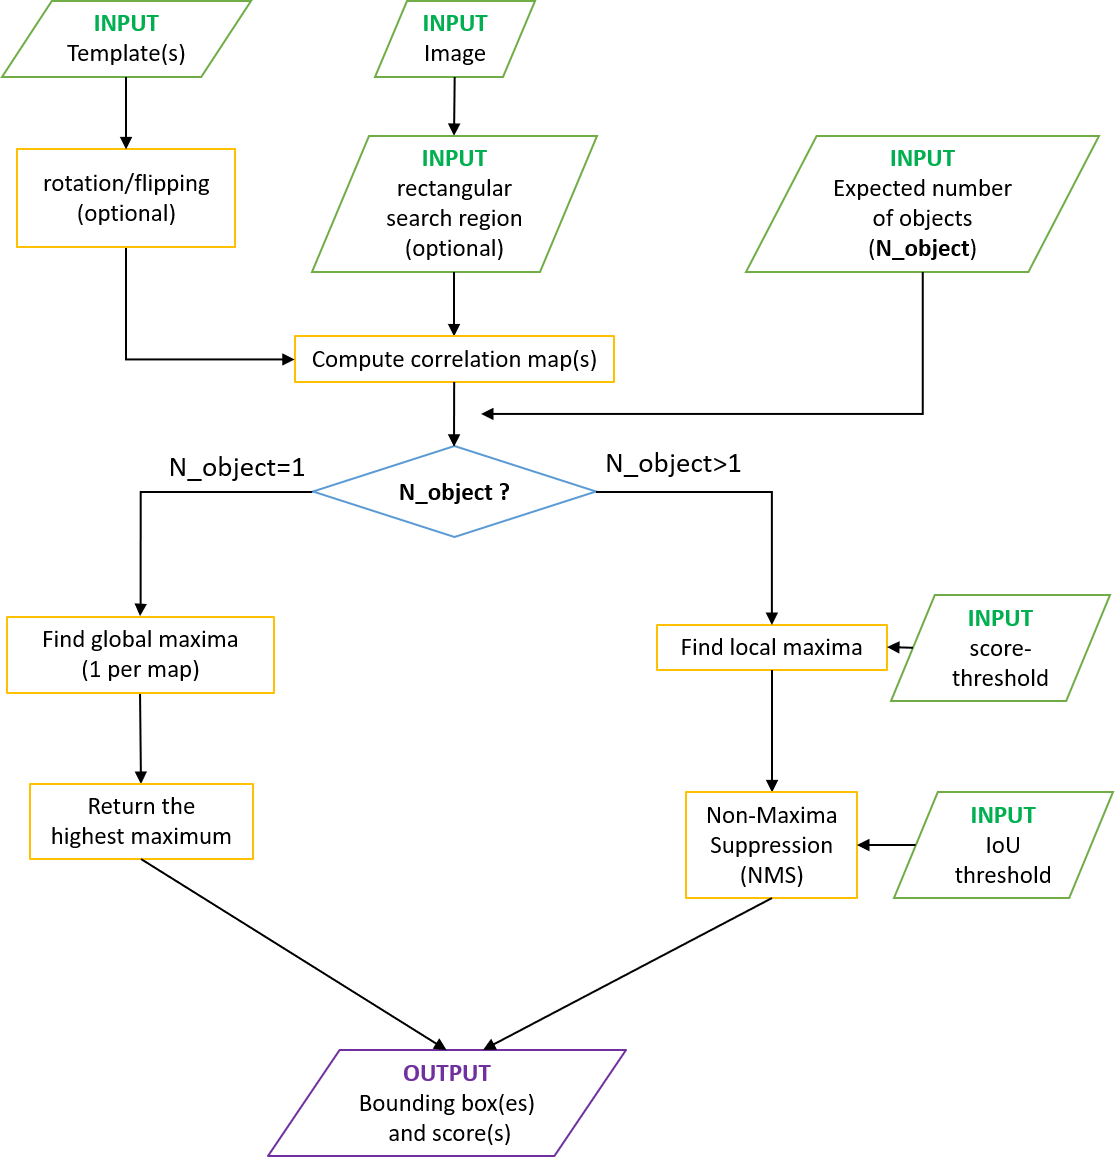 INPUT
Template(s)
INPUT
Image
rotation/flipping
(optional)
INPUT
rectangular
search region
(optional)
INPUT
Expected number
of objects
(N_object)
Compute correlation map(s)
N_object=1
N_object ?
N_object>1
Find global maxima
(1 per map)
Find local maxima
INPUT
score-
threshold
Return the
highest maximum
Non-Maxima
Suppression
(NMS)
INPUT
IoU
threshold
OUTPUT
Bounding box(es)
and score(s)